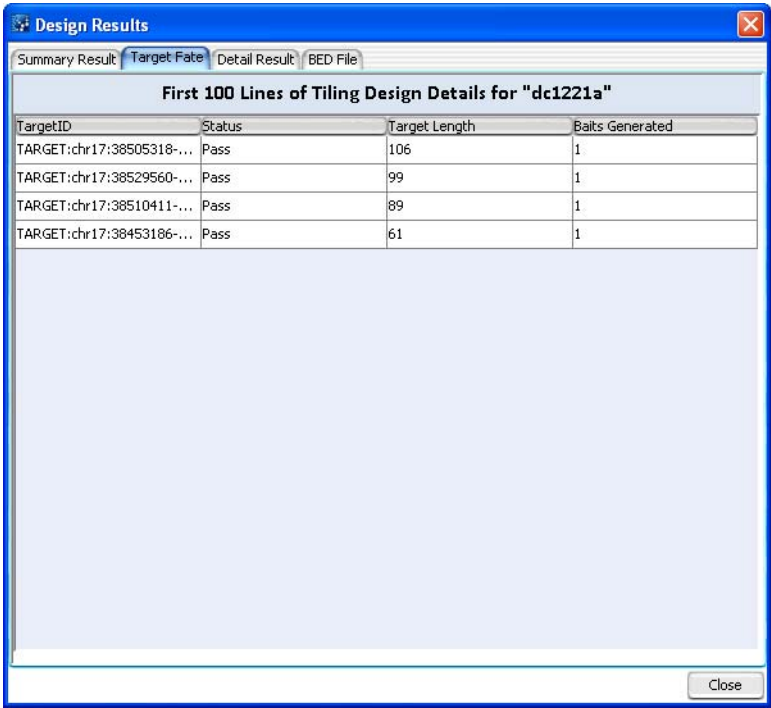 Design Results
Summary Result Target Fate Detail Result BED File
First 100 Lines of Tiling Design Details for "dc1221a"
TargetID Status Target Length Baits Generated
TARGET:chr17:38505318-... Pass 106 1
TARGET:chr17:38529560-... Pass 99 1
TARGET:chr17:38510411-... Pass 89 1
TARGET:chr17:38453186-... Pass 61 1
Close